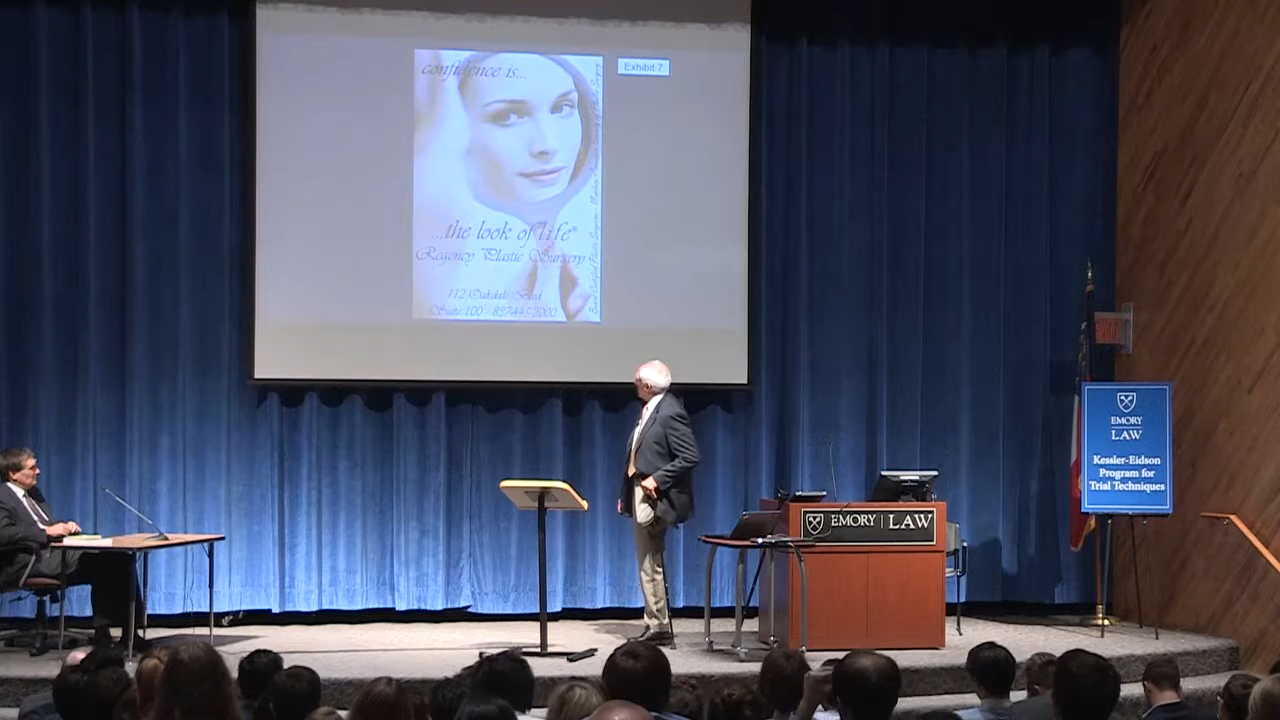 confidence is...
Exhibit 7
...the look of life
Regency Plastic Surgery
112 Oakdale Blvd
Suite 100
EMORY | LAW
EMORY
LAW
Kessler-Eidson
Program for
Trial Techniques